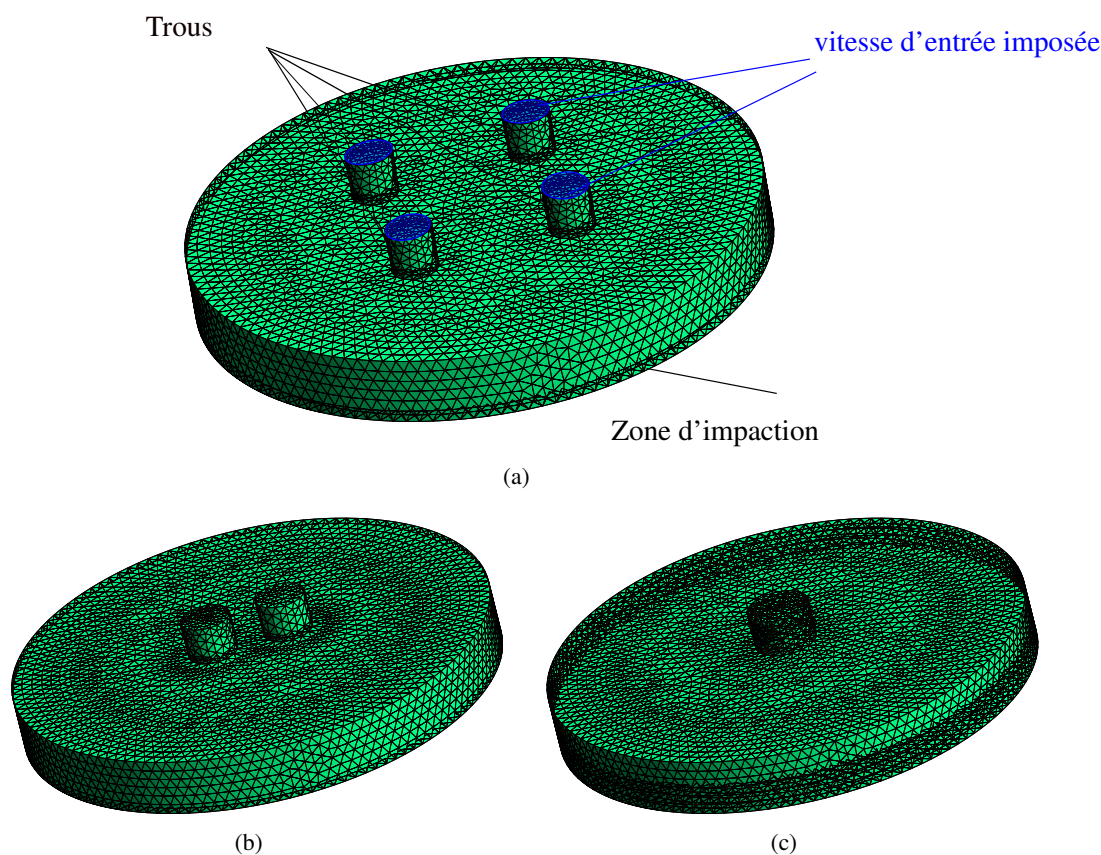 Trous
vitesse d'entrée imposée
Zone d'impaction
(a)
(b)
(c)